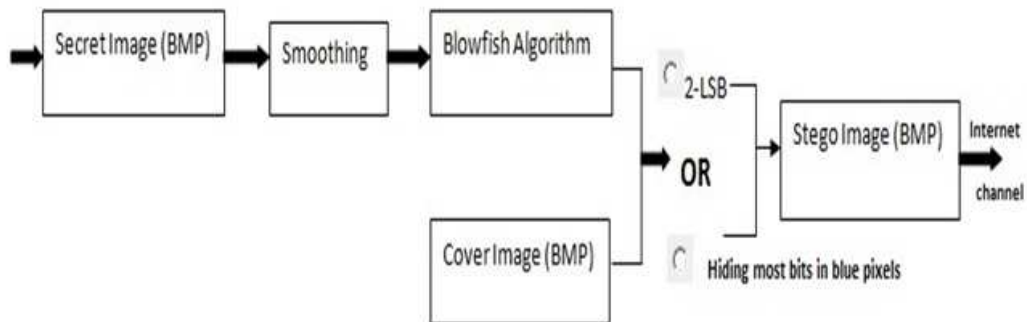 Secret Image (BMP)
Smoothing
Blowfish Algorithm
2-LSB
OR
Stego Image (BMP)
Internet
channel
Cover Image (BMP)
Hiding most bits in blue pixels